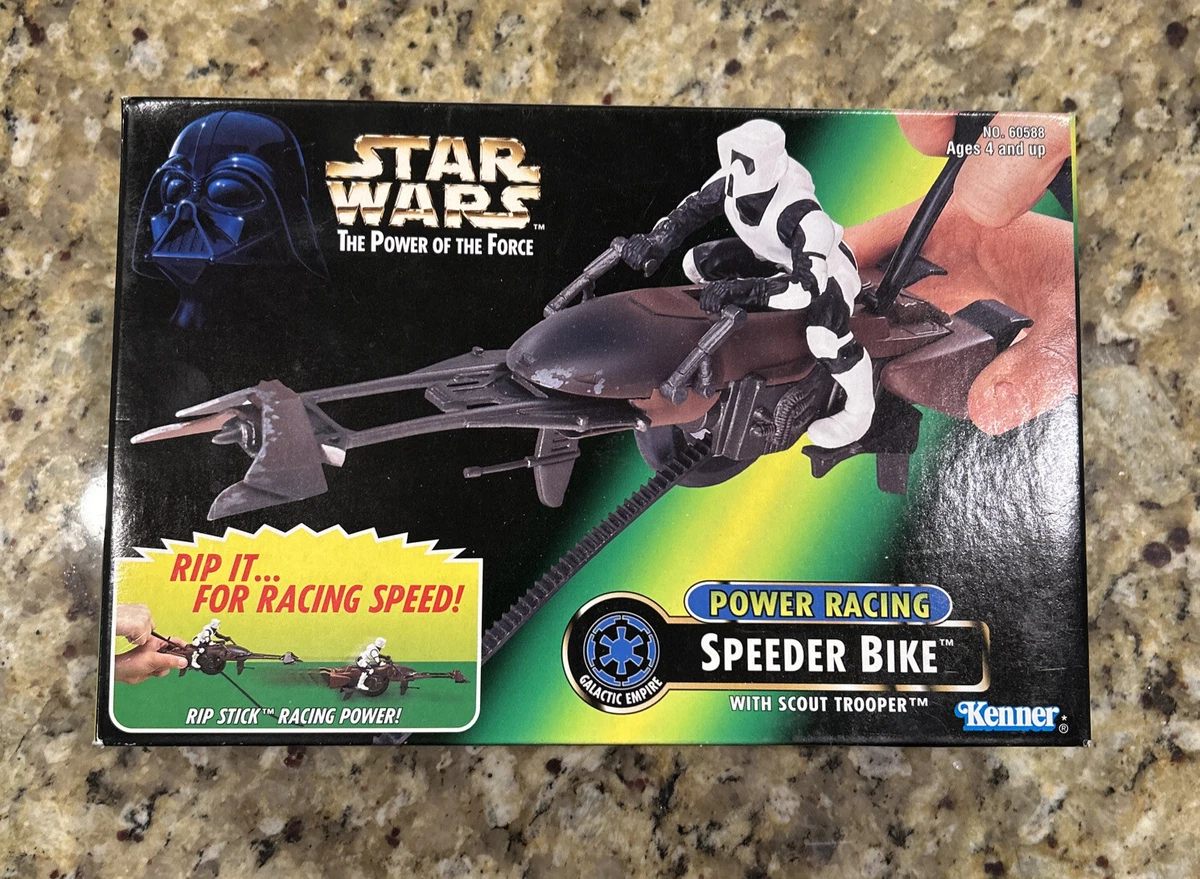 STAR
WARS™
THE POWER OF THE FORCE
NO. 60588
Ages 4 and up
RIP IT...
FOR RACING SPEED!
RIP STICK™ RACING POWER!
POWER RACING
SPEEDER BIKE™
GALACTIC EMPIRE
WITH SCOUT TROOPER™
Kenner®